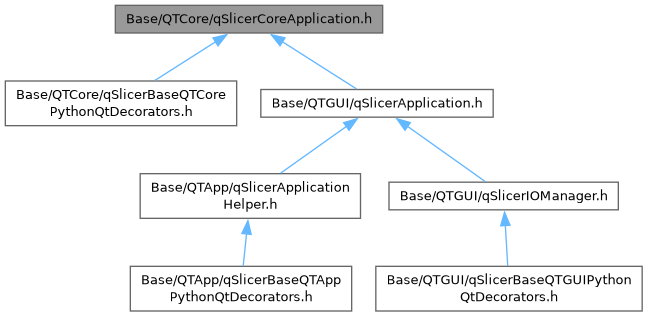 Base/QTCore/qSlicerCoreApplication.h
Base/QTCore/qSlicerBaseQTCore
PythonQtDecorators.h
Base/QTGUI/qSlicerApplication.h
Base/QTApp/qSlicerApplication
Helper.h
Base/QTGUI/qSlicerIOManager.h
Base/QTApp/qSlicerBaseQTApp
PythonQtDecorators.h
Base/QTGUI/qSlicerBaseQTGUIPython
QtDecorators.h